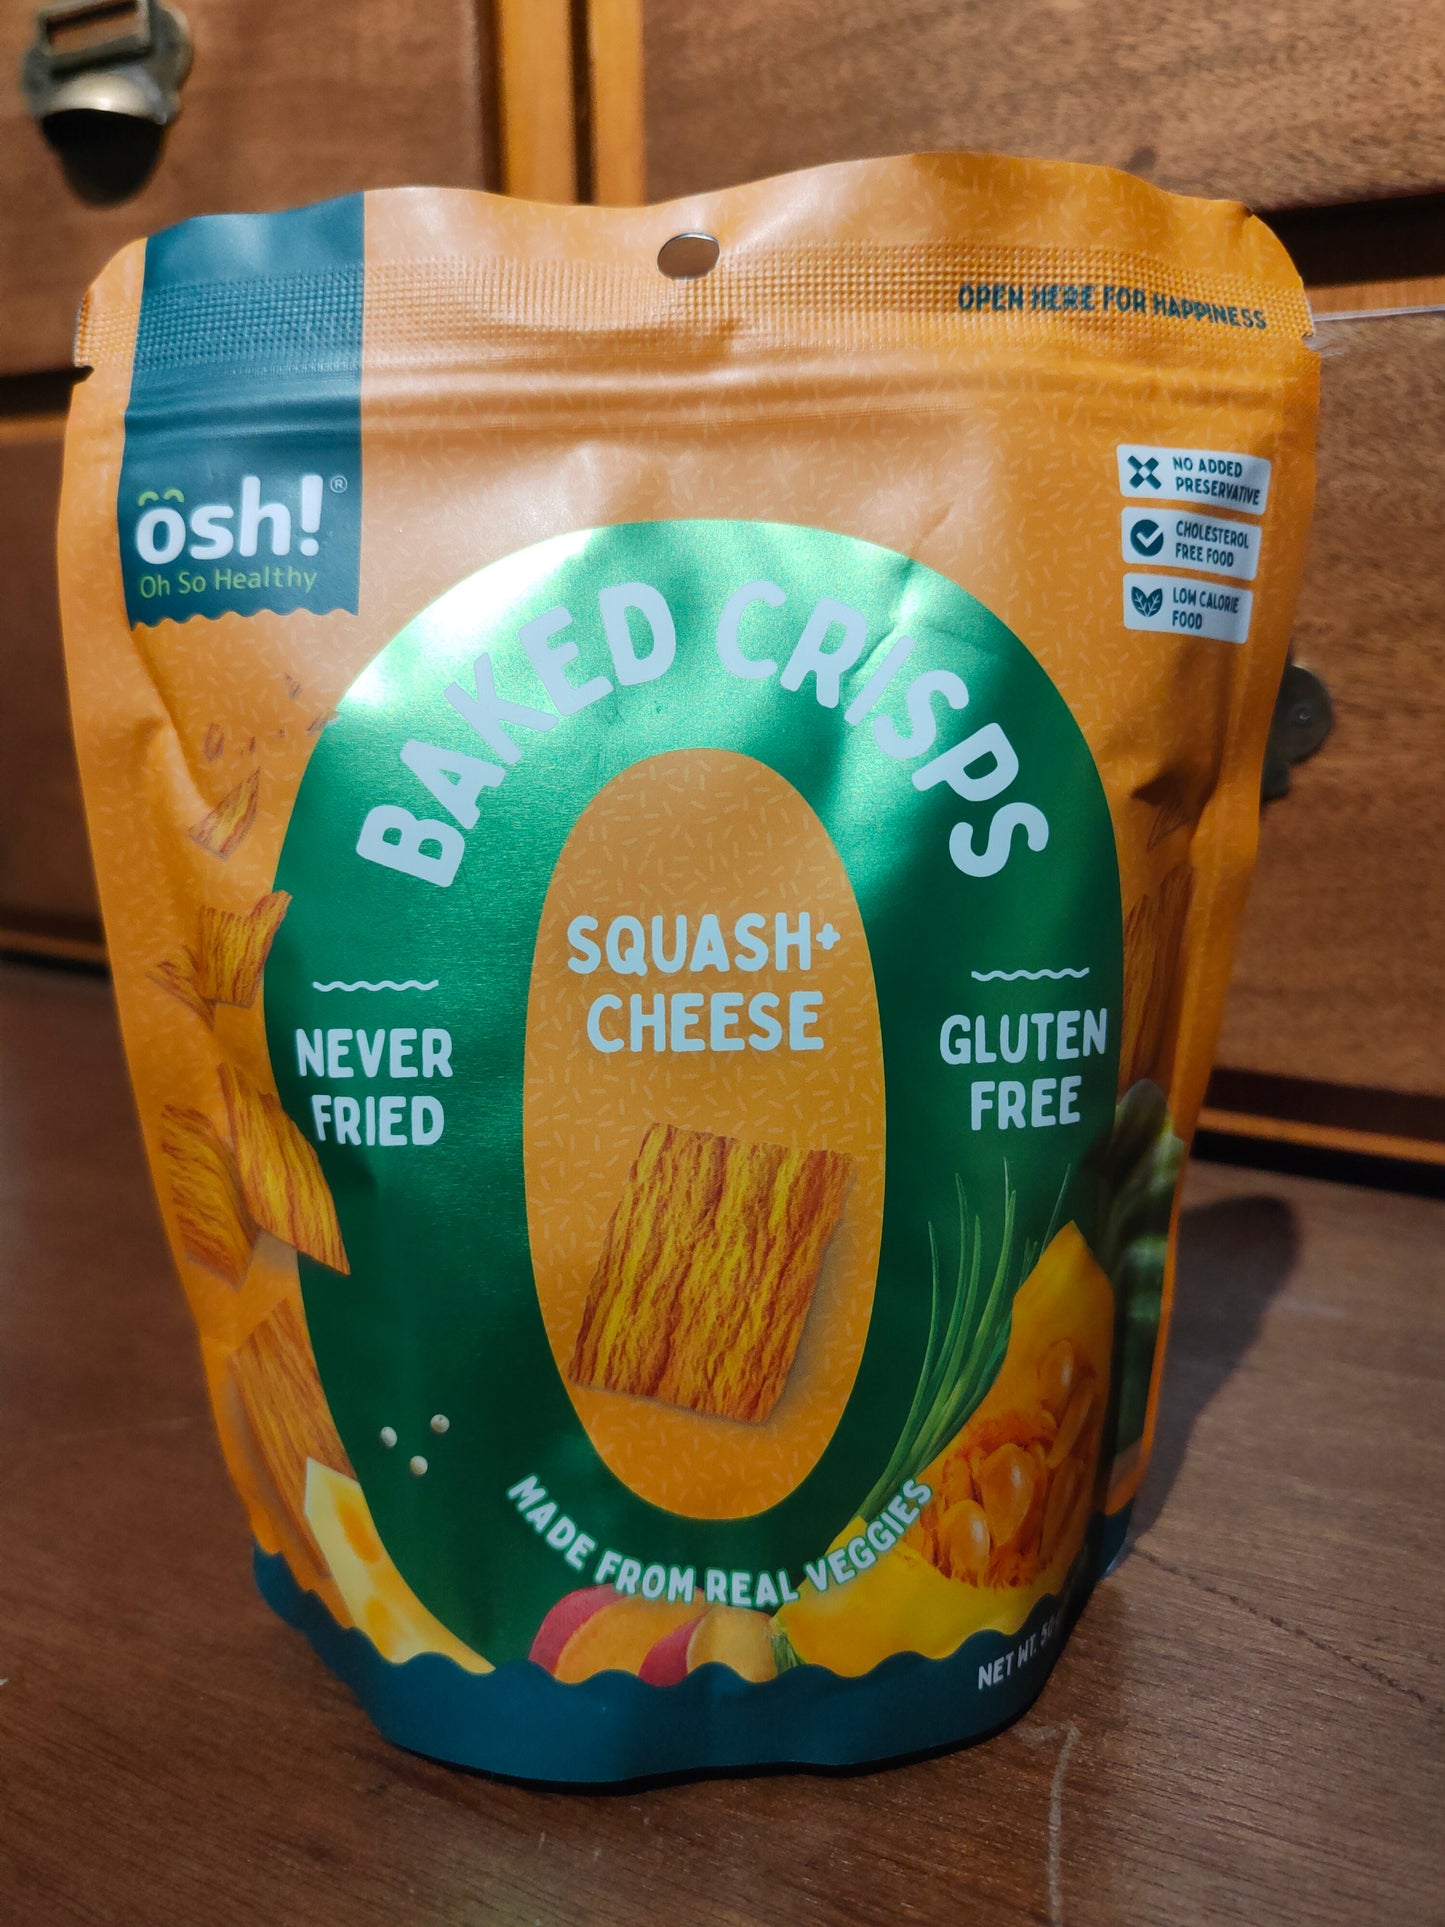 OPEN HERE FOR HAPPINESS
ôsh!®
Oh So Healthy
NO ADDED
PRESERVATIVE
CHOLESTEROL
FREE FOOD
LOW CALORIE
FOOD
BAKED CRISPS
SQUASH+
CHEESE
NEVER
FRIED
GLUTEN
FREE
MADE FROM REAL VEGGIES
NET WT.